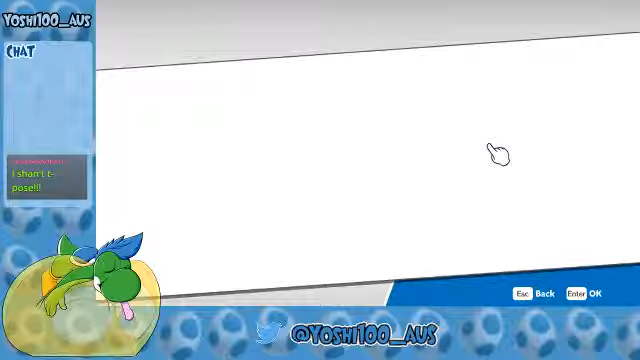 YOSHI100_AUS
CHAT
I shan't t-
pose!!!
Esc Back Enter OK
@YOSHI100_AUS